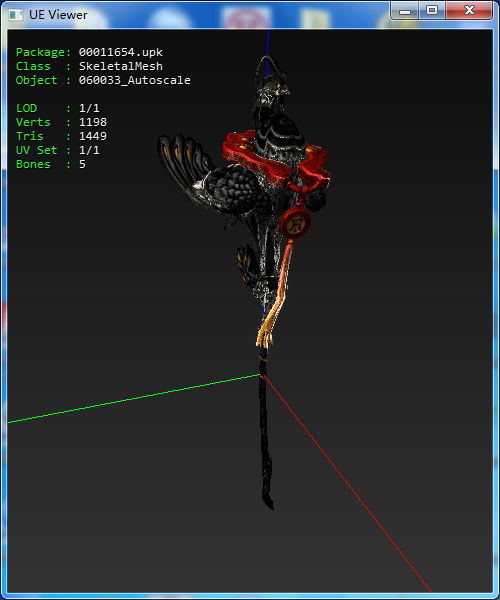 UE Viewer
Package: 00011654.upk
Class : SkeletalMesh
Object : 060033_Autoscale
LOD : 1/1
Verts : 1198
Tris : 1449
UV Set : 1/1
Bones : 5